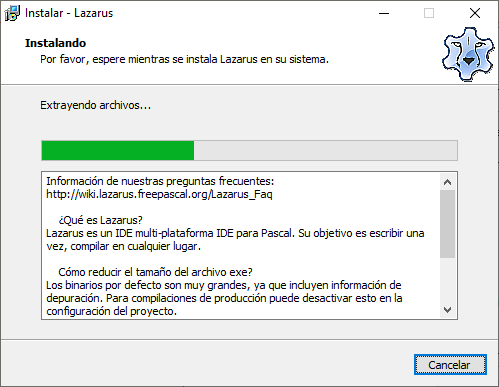 Instalar - Lazarus
Instalando
Por favor, espere mientras se instala Lazarus en su sistema.
Extrayendo archivos...
Información de nuestras preguntas frecuentes:
http://wiki.lazarus.freepascal.org/Lazarus_Faq
¿Qué es Lazarus?
Lazarus es un IDE multi-plataforma IDE para Pascal. Su objetivo es escribir una
vez, compilar en cualquier lugar.
Cómo reducir el tamaño del archivo exe?
Los binarios por defecto son muy grandes, ya que incluyen información de
depuración. Para compilaciones de producción puede desactivar esto en la
configuración del proyecto.
Cancelar